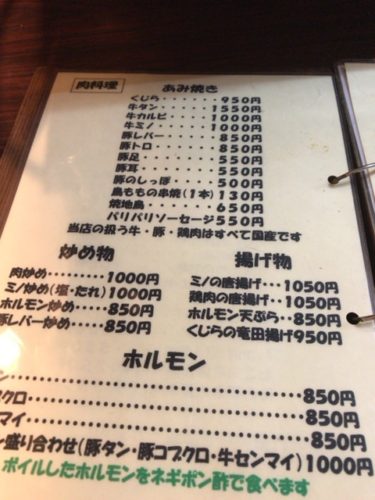 肉料理
あみ焼き
くじら・・・・・・950円
牛タン・・・・・1550円
牛カルビ・・・・1000円
牛ミノ・・・・・1000円
豚レバー・・・・・850円
豚トロ・・・・・・850円
豚足・・・・・・・550円
豚耳・・・・・・・550円
豚のしっぽ・・・・500円
鳥ももの串焼(1本)130円
焼地鳥・・・・・・650円
パリパリソーセージ550円
当店の扱う牛・豚・鶏肉はすべて国産です
炒め物
肉炒め・・・・・・・1000円
ミノ炒め(塩・たれ)1000円
ホルモン炒め・・・・850円
豚レバー炒め・・・・850円
揚げ物
ミノの唐揚げ・・・1050円
鶏肉の唐揚げ・・1050円
ホルモン天ぷら・・850円
くじらの竜田揚げ950円
ホルモン
ン・・・・・・・・・・・・・・・・・・850円
ブクロ・・・・・・・・・・・・・・・850円
マイ・・・・・・・・・・・・・・・・850円
ン盛り合わせ(豚タン・豚コブクロ・牛センマイ)1000円
ボイルしたホルモンをネギポン酢で食べます